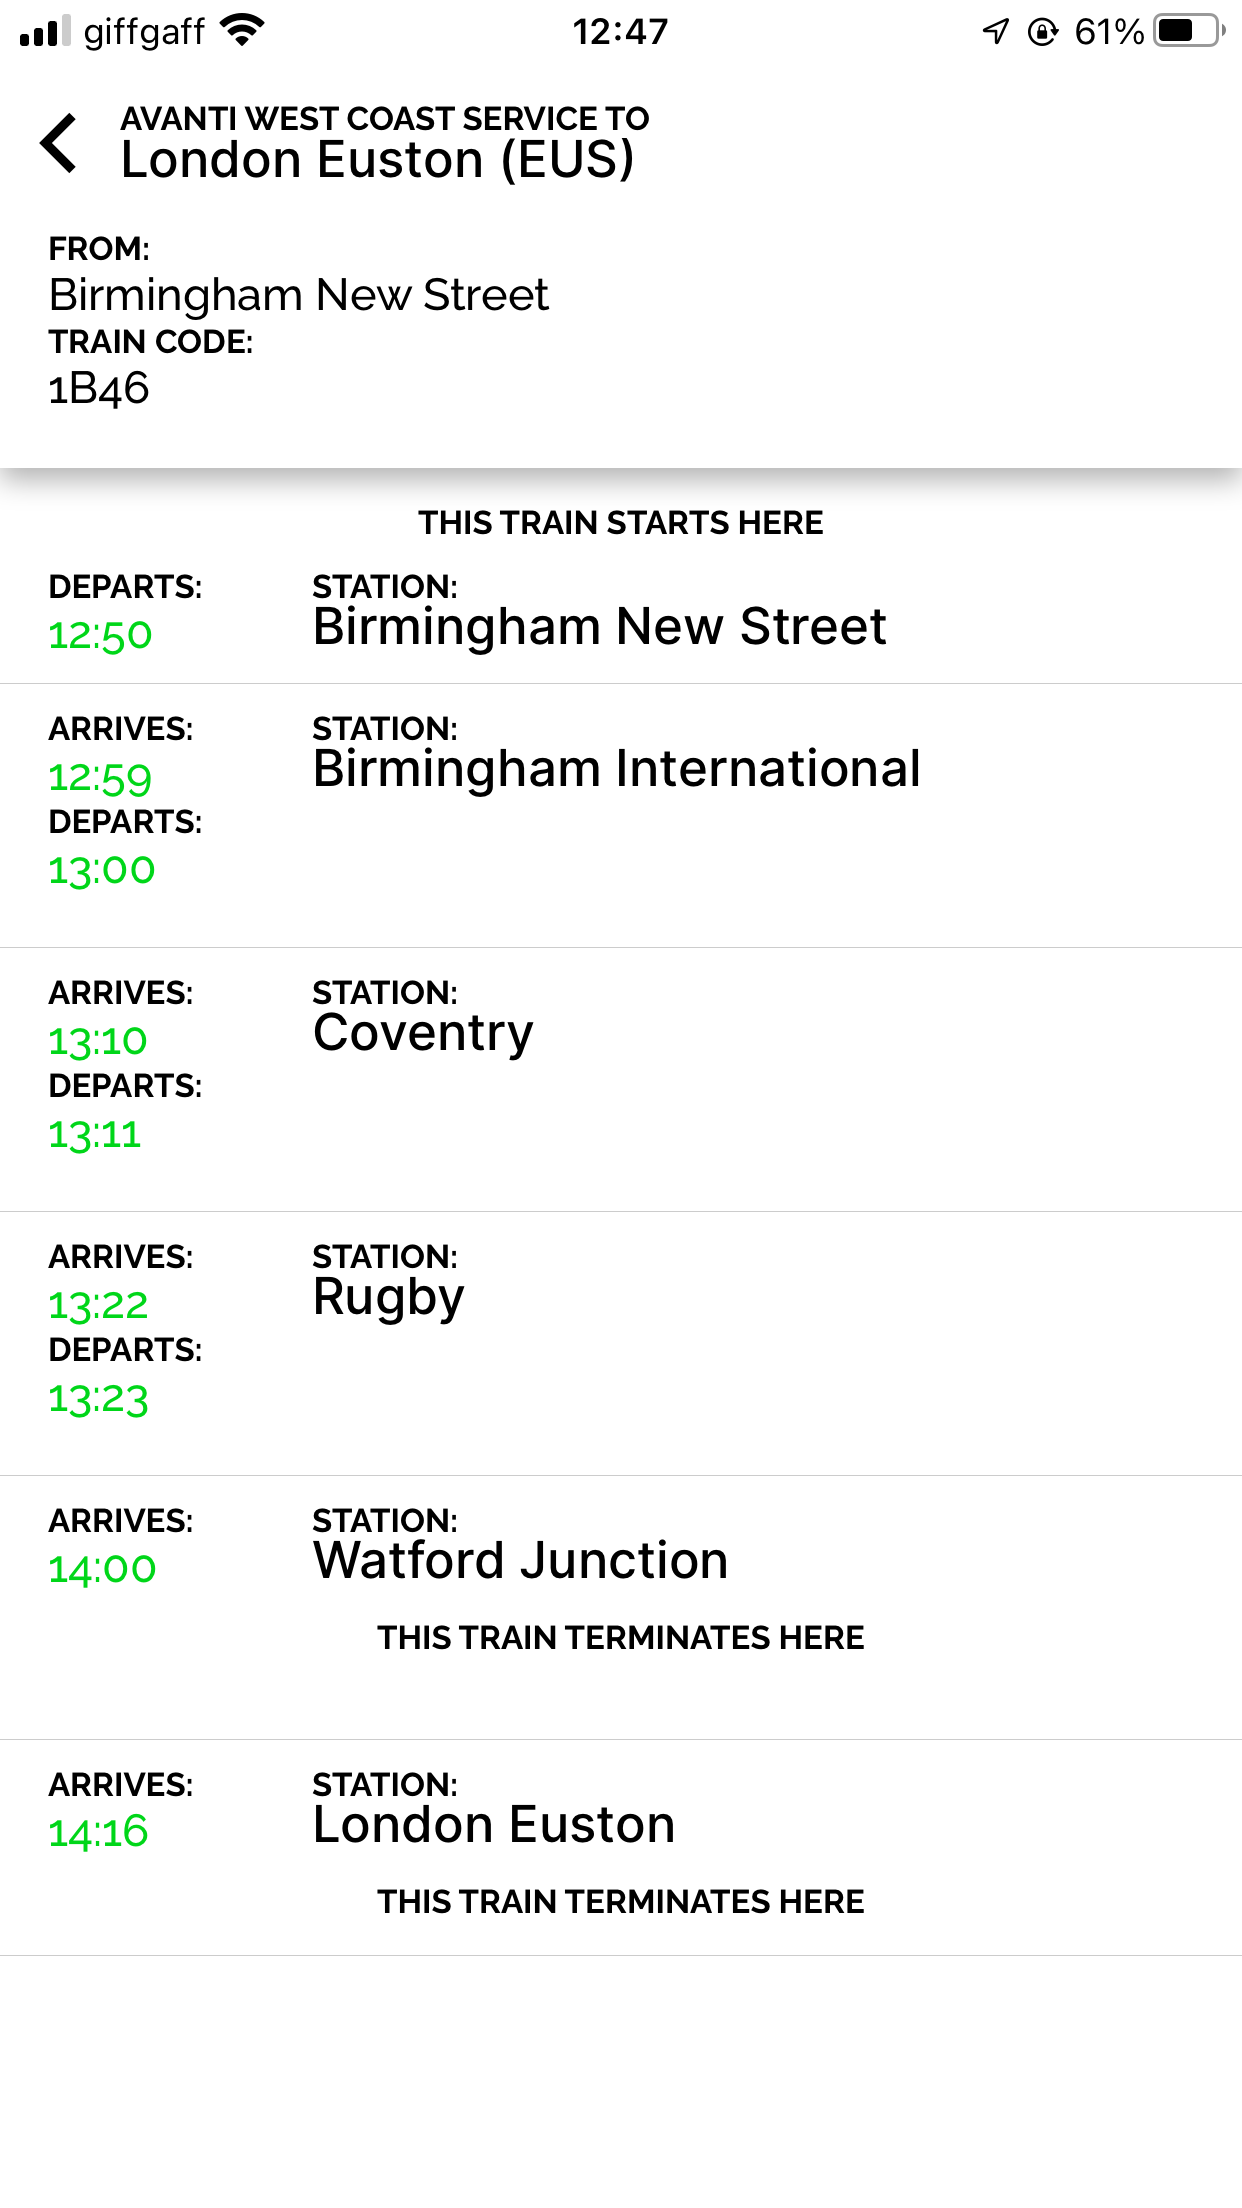 giffgaff 12:47 61%
AVANTI WEST COAST SERVICE TO
London Euston (EUS)
FROM:
Birmingham New Street
TRAIN CODE:
1B46
THIS TRAIN STARTS HERE
DEPARTS: STATION:
12:50 Birmingham New Street
ARRIVES: STATION:
12:59 Birmingham International
DEPARTS:
13:00
ARRIVES: STATION:
13:10 Coventry
DEPARTS:
13:11
ARRIVES: STATION:
13:22 Rugby
DEPARTS:
13:23
ARRIVES: STATION:
14:00 Watford Junction
THIS TRAIN TERMINATES HERE
ARRIVES: STATION:
14:16 London Euston
THIS TRAIN TERMINATES HERE